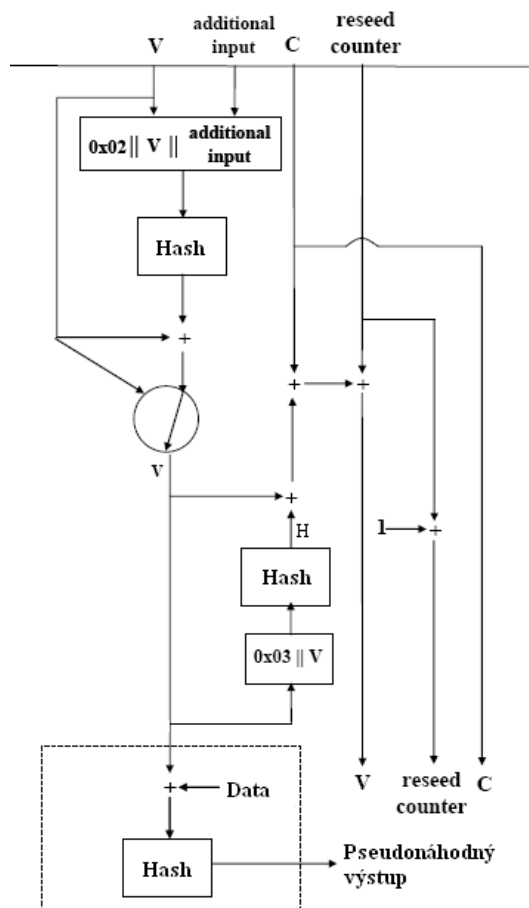 V
additional
input
C
reseed
counter
0x02 || V || additional
input
Hash
+
+
+
V
+
H
1
+
Hash
0x03 || V
+
Data
V
reseed
counter
C
Hash
Pseudonáhodný
výstup